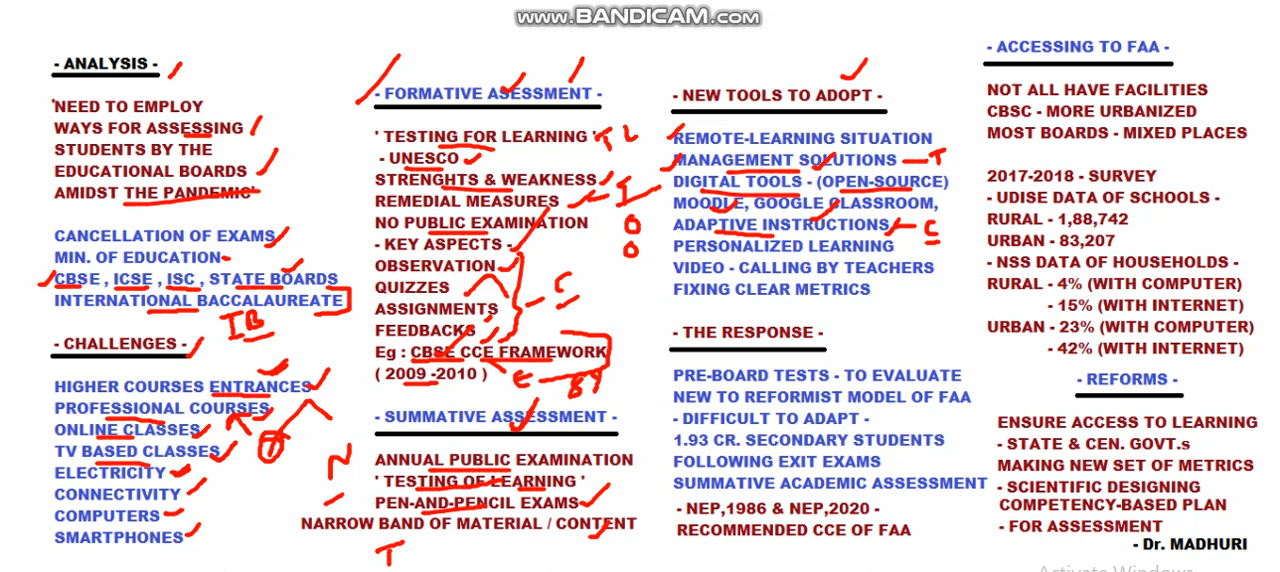 www.BANDICAM.com
- ANALYSIS -
'NEED TO EMPLOY
WAYS FOR ASSESSING
STUDENTS BY THE
EDUCATIONAL BOARDS
AMIDST THE PANDEMIC'
CANCELLATION OF EXAMS
MIN. OF EDUCATION
CBSE , ICSE , ISC , STATE BOARDS
INTERNATIONAL BACCALAUREATE
IB
- CHALLENGES -
HIGHER COURSES ENTRANCES
PROFESSIONAL COURSES
ONLINE CLASSES
TV BASED CLASSES
ELECTRICITY
CONNECTIVITY
COMPUTERS
SMARTPHONES
- FORMATIVE ASESSMENT -
' TESTING FOR LEARNING '
- UNESCO
STRENGHTS & WEAKNESS
REMEDIAL MEASURES
NO PUBLIC EXAMINATION
- KEY ASPECTS -
OBSERVATION
QUIZZES
ASSIGNMENTS
FEEDBACKS
Eg : CBSE CCE FRAMEWORK
( 2009 -2010 )
- SUMMATIVE ASSESSMENT -
ANNUAL PUBLIC EXAMINATION
' TESTING OF LEARNING '
PEN-AND-PENCIL EXAMS
NARROW BAND OF MATERIAL / CONTENT
T
- NEW TOOLS TO ADOPT -
REMOTE-LEARNING SITUATION
MANAGEMENT SOLUTIONS - T
DIGITAL TOOLS - (OPEN-SOURCE)
MOODLE, GOOGLE CLASSROOM,
ADAPTIVE INSTRUCTIONS
PERSONALIZED LEARNING
VIDEO - CALLING BY TEACHERS
FIXING CLEAR METRICS
- THE RESPONSE -
PRE-BOARD TESTS - TO EVALUATE
NEW TO REFORMIST MODEL OF FAA
- DIFFICULT TO ADAPT -
1.93 CR. SECONDARY STUDENTS
FOLLOWING EXIT EXAMS
SUMMATIVE ACADEMIC ASSESSMENT
- NEP,1986 & NEP,2020 -
RECOMMENDED CCE OF FAA
- ACCESSING TO FAA -
NOT ALL HAVE FACILITIES
CBSC - MORE URBANIZED
MOST BOARDS - MIXED PLACES
2017-2018 - SURVEY
- UDISE DATA OF SCHOOLS -
RURAL - 1,88,742
URBAN - 83,207
- NSS DATA OF HOUSEHOLDS -
RURAL - 4% (WITH COMPUTER)
- 15% (WITH INTERNET)
URBAN - 23% (WITH COMPUTER)
- 42% (WITH INTERNET)
- REFORMS -
ENSURE ACCESS TO LEARNING
- STATE & CEN. GOVT.s
MAKING NEW SET OF METRICS
- SCIENTIFIC DESIGNING
COMPETENCY-BASED PLAN
- FOR ASSESSMENT
- Dr. MADHURI